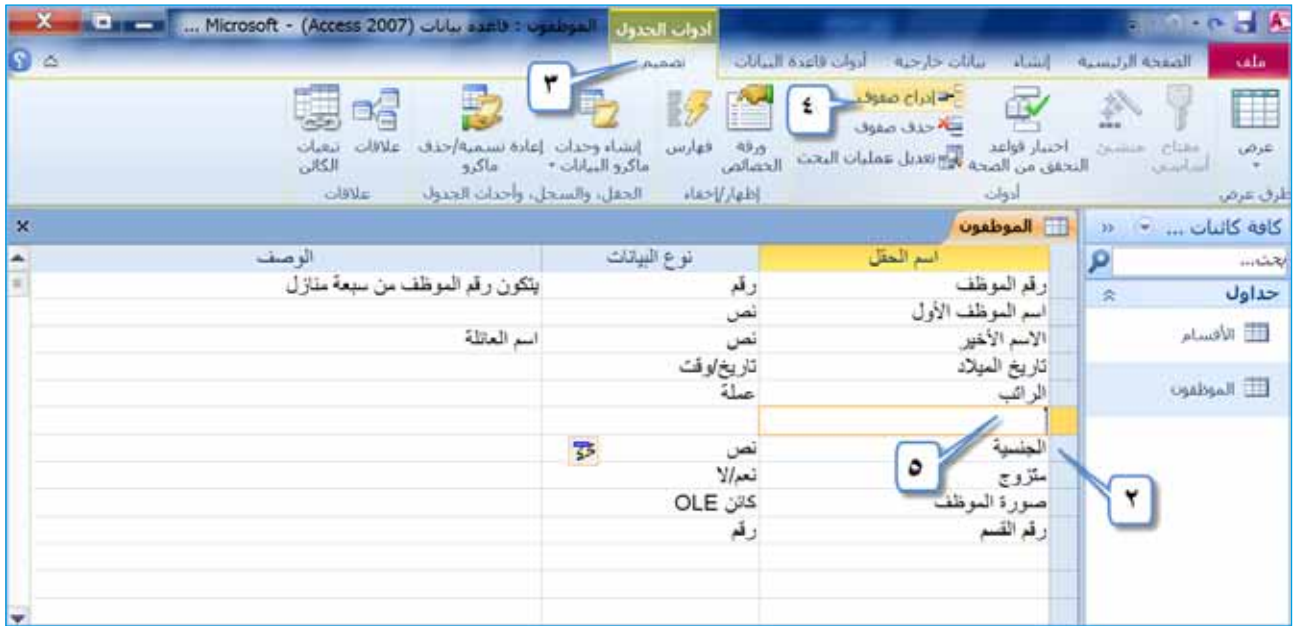 أدوات الجدول الموظفون : قاعدة بيانات (Access 2007) - Microsoft ...
ملف الصفحة الرئيسية إنشاء بيانات خارجية أدوات قاعدة البيانات تصميم
٣
عرض
مفتاح أساسي
منشئ
اختبار قواعد التحقق من الصحة
إدراج صفوف
٤
حذف صفوف
تعديل عمليات البحث
ورقة الخصائص
فهارس
إنشاء وحدات ماكرو البيانات
إعادة تسمية/حذف ماكرو
علاقات
تبعيات الكائن
طرق عرض أدوات إظهار/إخفاء الحقل، والسجل، وأحداث الجدول علاقات
كافة كائنات ...
بحث...
جداول
الأقسام
الموظفون
الموظفون
اسم الحقل نوع البيانات الوصف
رقم الموظف رقم يتكون رقم الموظف من سبعة منازل
اسم الموظف الأول نص
الاسم الأخير نص اسم العائلة
تاريخ الميلاد تاريخ/وقت
الراتب عملة
الجنسية نص
متزوج نعم/لا
صورة الموظف كائن OLE
رقم القسم رقم
٥
٢